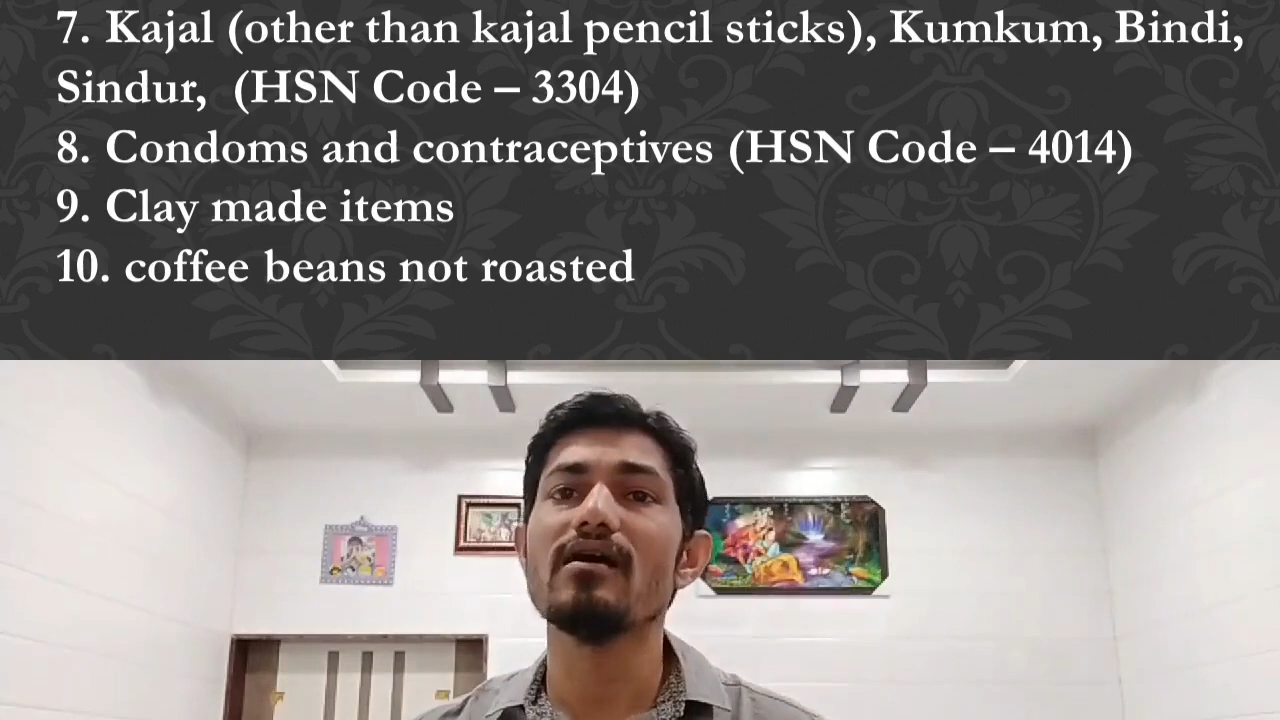 7. Kajal (other than kajal pencil sticks), Kumkum, Bindi,
Sindur,  (HSN Code – 3304)
8. Condoms and contraceptives (HSN Code – 4014)
9. Clay made items
10. coffee beans not roasted